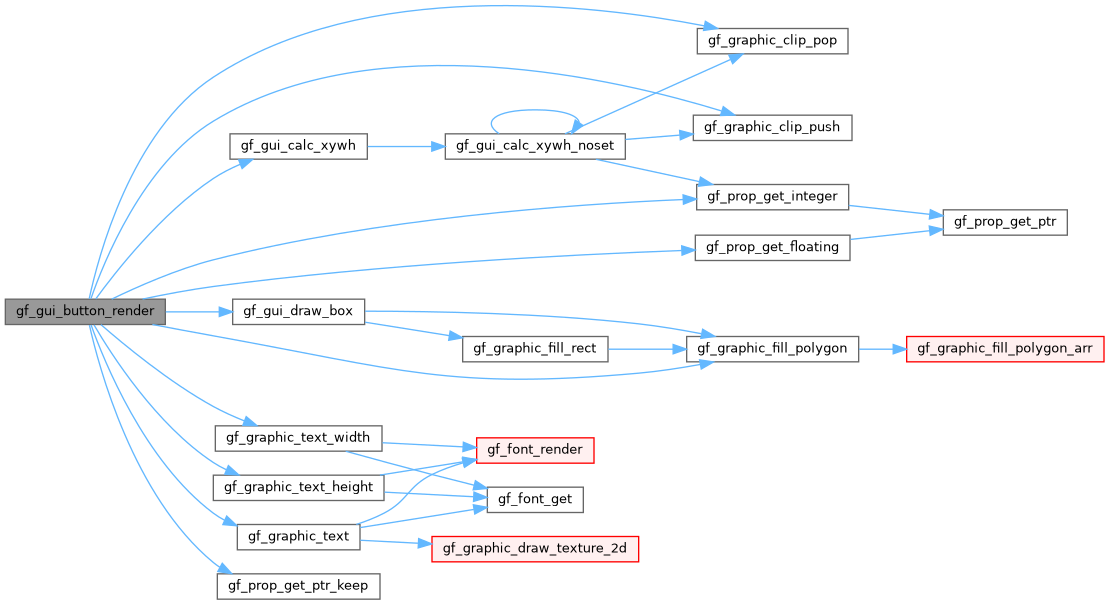 gf_graphic_clip_pop
gf_graphic_clip_push
gf_gui_calc_xywh
gf_gui_calc_xywh_noset
gf_prop_get_integer
gf_prop_get_ptr
gf_prop_get_floating
gf_gui_button_render
gf_gui_draw_box
gf_graphic_fill_rect
gf_graphic_fill_polygon
gf_graphic_fill_polygon_arr
gf_graphic_text_width
gf_font_render
gf_graphic_text_height
gf_font_get
gf_graphic_text
gf_graphic_draw_texture_2d
gf_prop_get_ptr_keep